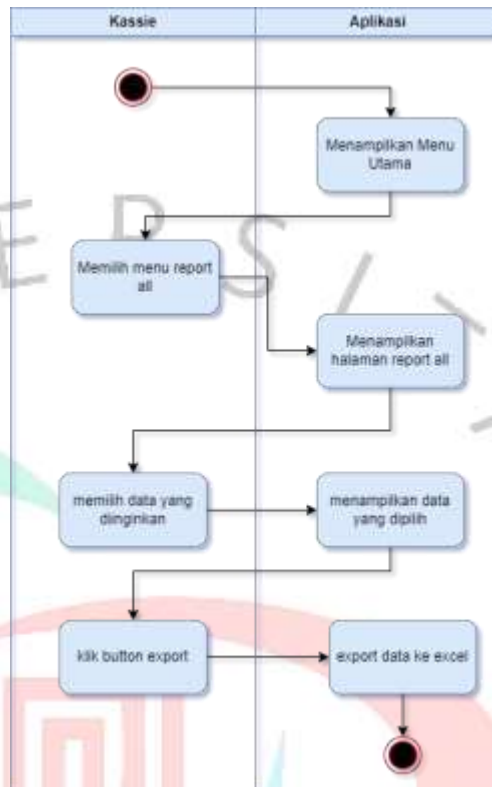 Kassie
Aplikasi
Menampilkan Menu
Utama
Memilih menu report
all
Menampilkan
halaman report all
memilih data yang
diinginkan
menampilkan data
yang dipilih
klik button export
export data ke excel
E R S I